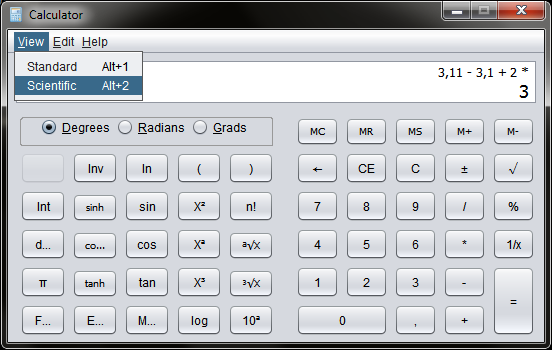 Calculator
View Edit Help
Standard Alt+1
Scientific Alt+2
3,11 - 3,1 + 2 *
3
Degrees Radians Grads
MC MR MS M+ M-
Inv ln ( )
← CE C ± √
Int sinh sin X² n!
7 8 9 / %
d... co... cos Xª ª√X
4 5 6 * 1/x
π tanh tan X³ ³√X
1 2 3 - =
F... E... M... log 10ª
0 , +